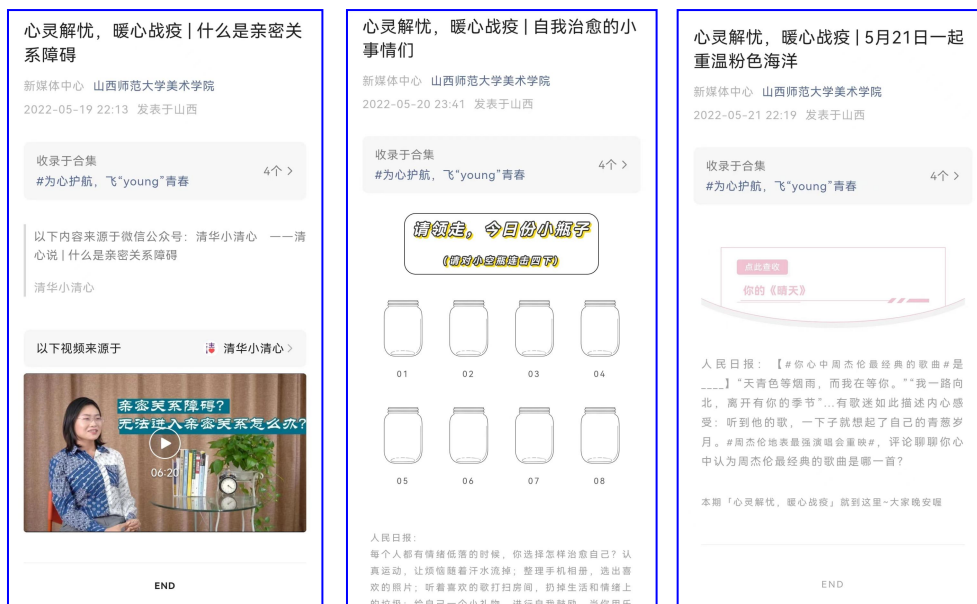 心灵解忧，暖心战疫 | 什么是亲密关
系障碍
新媒体中心 山西师范大学美术学院
2022-05-19 22:13 发表于山西
收录于合集
4个 >
#为心护航，飞“young”青春
以下内容来源于微信公众号：清华小清心 ——清
心说 | 什么是亲密关系障碍
清华小清心
以下视频来源于 清华小清心 >
亲密关系障碍?
无法进入亲密关系怎么办?
06:20
END
心灵解忧，暖心战疫 | 自我治愈的小
事情们
新媒体中心 山西师范大学美术学院
2022-05-20 23:41 发表于山西
收录于合集
4个 >
#为心护航，飞“young”青春
请领走，今日份小瓶子
(请对小空瓶连击四下)
01 02 03 04
05 06 07 08
人民日报：
每个人都有情绪低落的时候，你选择怎样治愈自己？认
真运动，让烦恼随着汗水流掉；整理手机相册，选出喜
欢的照片；听着喜欢的歌打扫房间，扔掉生活和情绪上
心灵解忧，暖心战疫 | 5月21日一起
重温粉色海洋
新媒体中心 山西师范大学美术学院
2022-05-21 22:19 发表于山西
收录于合集
4个 >
#为心护航，飞“young”青春
点此查收
你的《晴天》
人民日报：【#你心中周杰伦最经典的歌曲#是
____】“天青色等烟雨，而我在等你。”“我一路向
北，离开有你的季节”...有歌迷如此描述内心感
受：听到他的歌，一下子就想起了自己的青葱岁
月。#周杰伦地表最强演唱会重映#，评论聊聊你心
中认为周杰伦最经典的歌曲是哪一首？
本期「心灵解忧，暖心战疫」就到这里~大家晚安喔
END